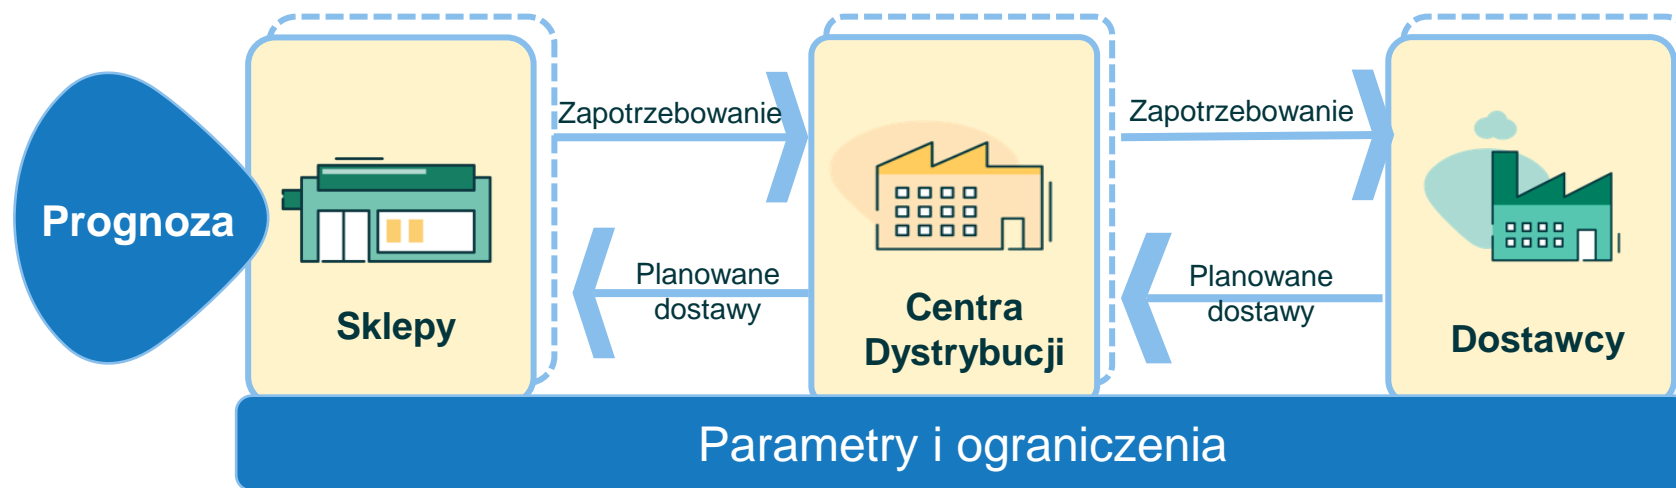 Prognoza
Sklepy
Zapotrzebowanie
Planowane
dostawy
Centra
Dystrybucji
Zapotrzebowanie
Planowane
dostawy
Dostawcy
Parametry i ograniczenia